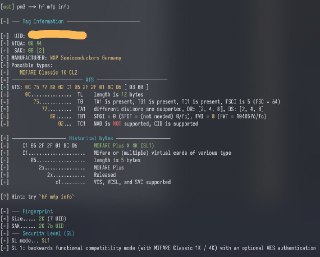 [usb] pm3 --> hf mfp info
[=] --- Tag Information ---
[+] UID:
[+] ATQA: 00 44
[+] SAK: 08 [2]
[+] MANUFACTURER: NXP Semiconductors Germany
[+] Possible types:
[+] MIFARE Classic 1K CL2
[=] --- ATS ---
[+] ATS: 0C 75 77 80 02 C1 05 2F 2F 01 BC D6
[=] 0C... TL length is 12 bytes
[=] 75... T0 TA1 is present, TB1 is present, TC1 is present, FSCI is 5 (FSC = 64)
[=] 77... TA1 different divisors are supported, DR: [2, 4, 8], DS: [2, 4, 8]
[=] 80... TB1 SFGI = 0 (SFGT = (not needed) 0/fc), FWI = 8
[=] 02... TC1 NAD is NOT supported, CID is supported
[=] --- Historical bytes ---
[+] C1 05 2F 2F 01 BC D6 MIFARE Plus
[+] C1... Mifare or (multiple) virtual cards of various type
[+] 05... length is 5 bytes
[+] 2x... MIFARE Plus
[+] 2x... Released
[+] x1... VCS, VCSL, and SVC supported
[?] Hint: try `hf mfp info`
[=] --- Fingerprint
[=] Size... 2K (7 UID)
[=] SAK... 2K 7b UID
[=] --- Security Level (SL)
[+] SL mode... SL1
[=] SL 1: backwards functional compatibility mode (with MIFARE Classic 1K / 4K) with an optional AES authentication